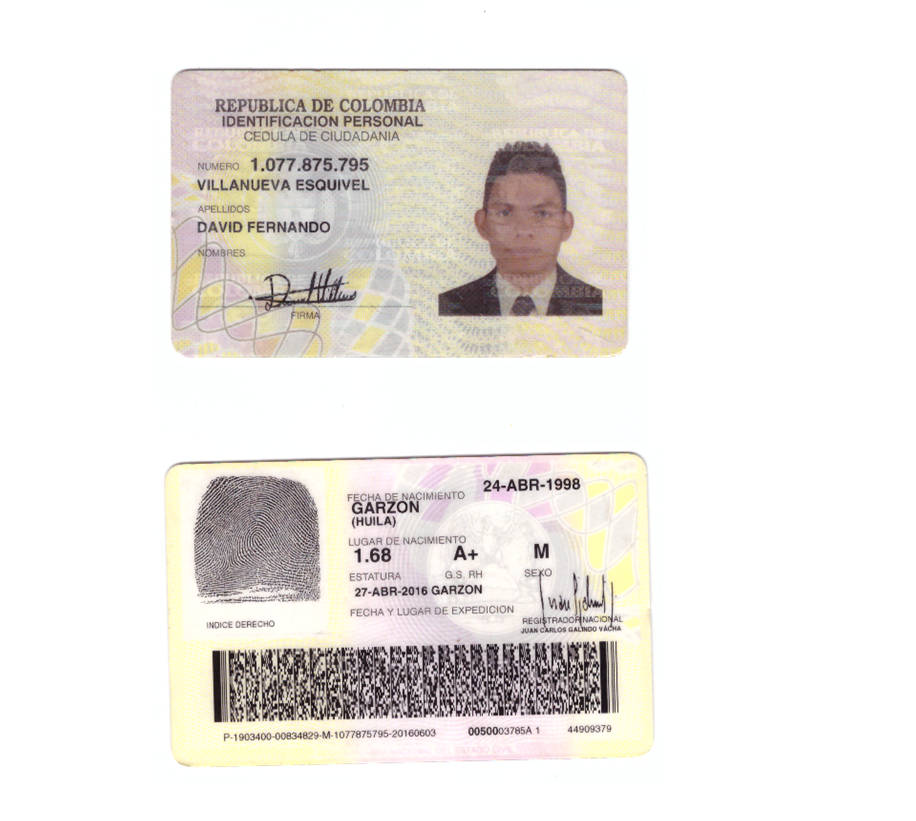 REPUBLICA DE COLOMBIA
IDENTIFICACION PERSONAL
CEDULA DE CIUDADANIA
NUMERO 1.077.875.795
VILLANUEVA ESQUIVEL
APELLIDOS
DAVID FERNANDO
NOMBRES
FIRMA
24-ABR-1998
FECHA DE NACIMIENTO
GARZON
(HUILA)
LUGAR DE NACIMIENTO
1.68 A+ M
ESTATURA G.S. RH SEXO
27-ABR-2016 GARZON
FECHA Y LUGAR DE EXPEDICION
REGISTRADOR NACIONAL
JUAN CARLOS GALINDO VACHA
INDICE DERECHO
P-1903400-00834829-M-1077875795-20160603 0050003785A 1 44909379